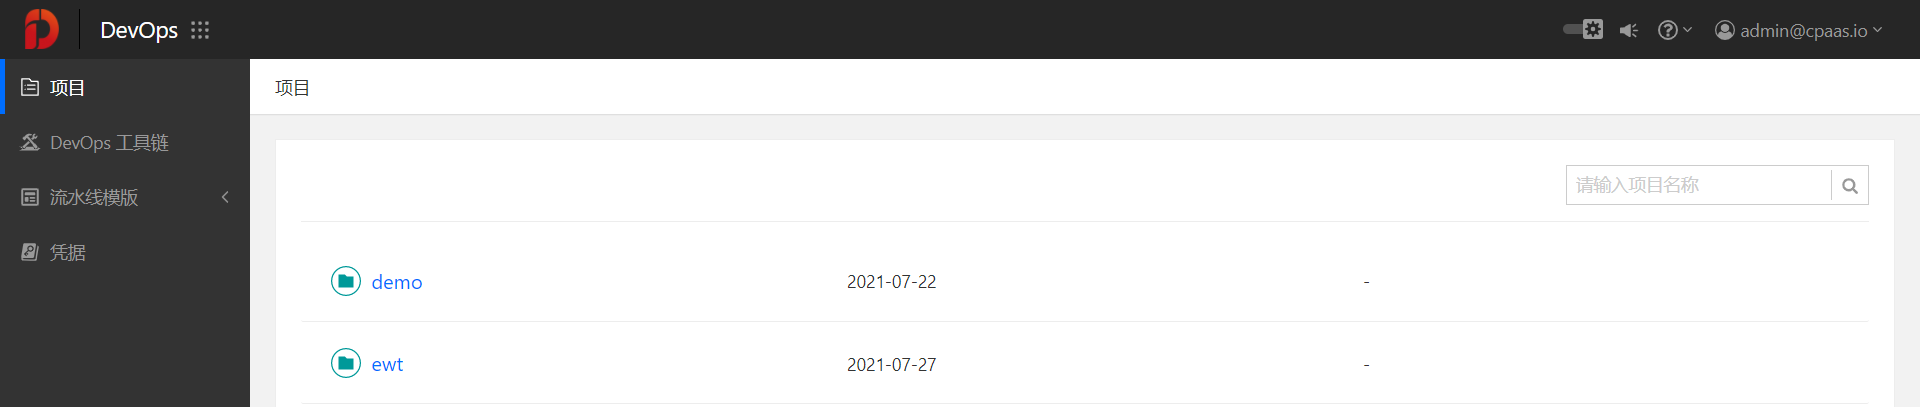 DevOps
admin@cpaas.io
项目
DevOps 工具链
流水线模版
凭据
项目
请输入项目名称
demo 2021-07-22 -
ewt 2021-07-27 -